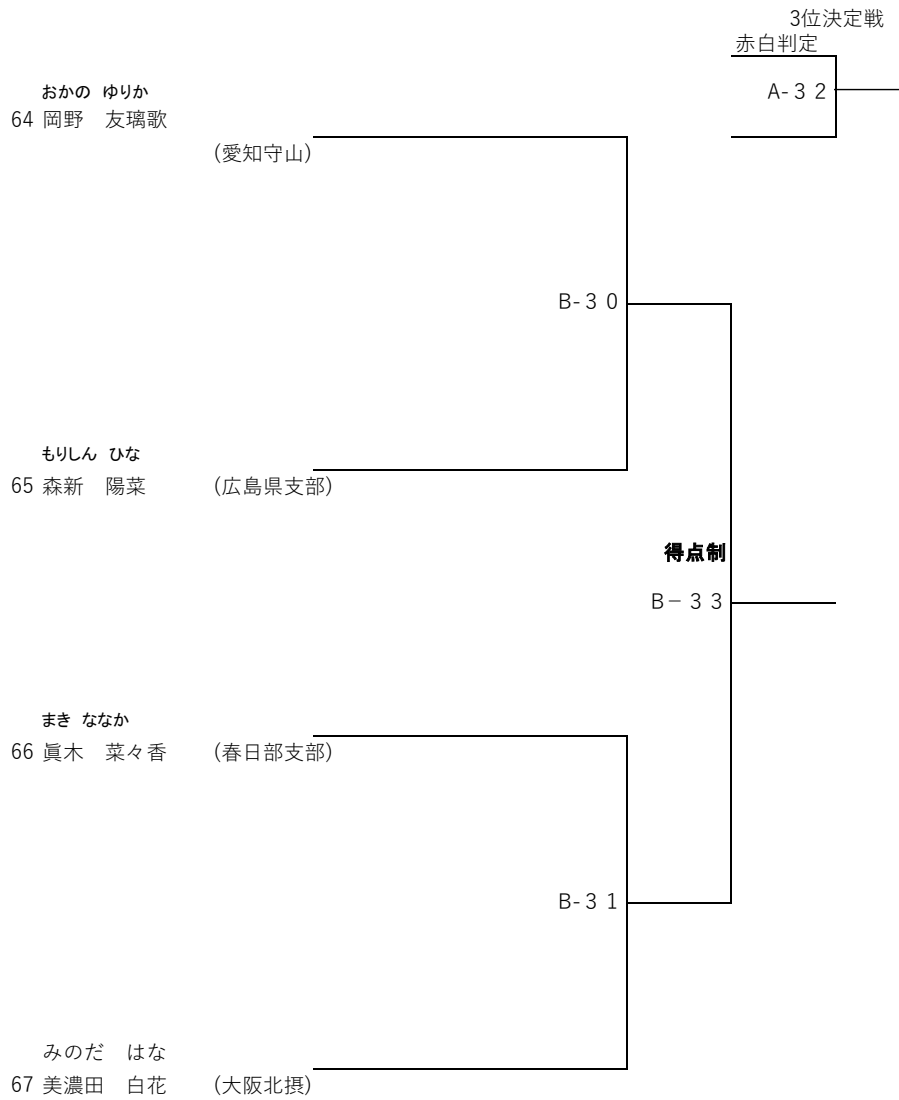 3位決定戦
赤白判定
A-３２
おかの ゆりか
64 岡野　友璃歌
(愛知守山)
B-３０
もりしん ひな
65 森新　陽菜 (広島県支部)
得点制
B－３３
まき ななか
66 眞木　菜々香 (春日部支部)
B-３１
みのだ　はな
67 美濃田　白花 (大阪北摂)